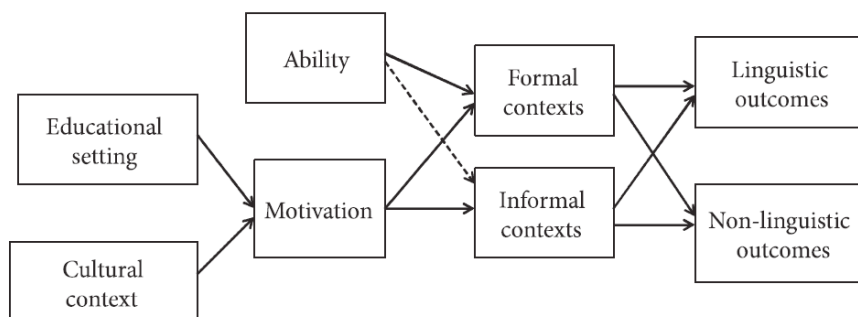 Ability
Formal
contexts
Linguistic
outcomes
Educational
setting
Motivation
Informal
contexts
Non-linguistic
outcomes
Cultural
context